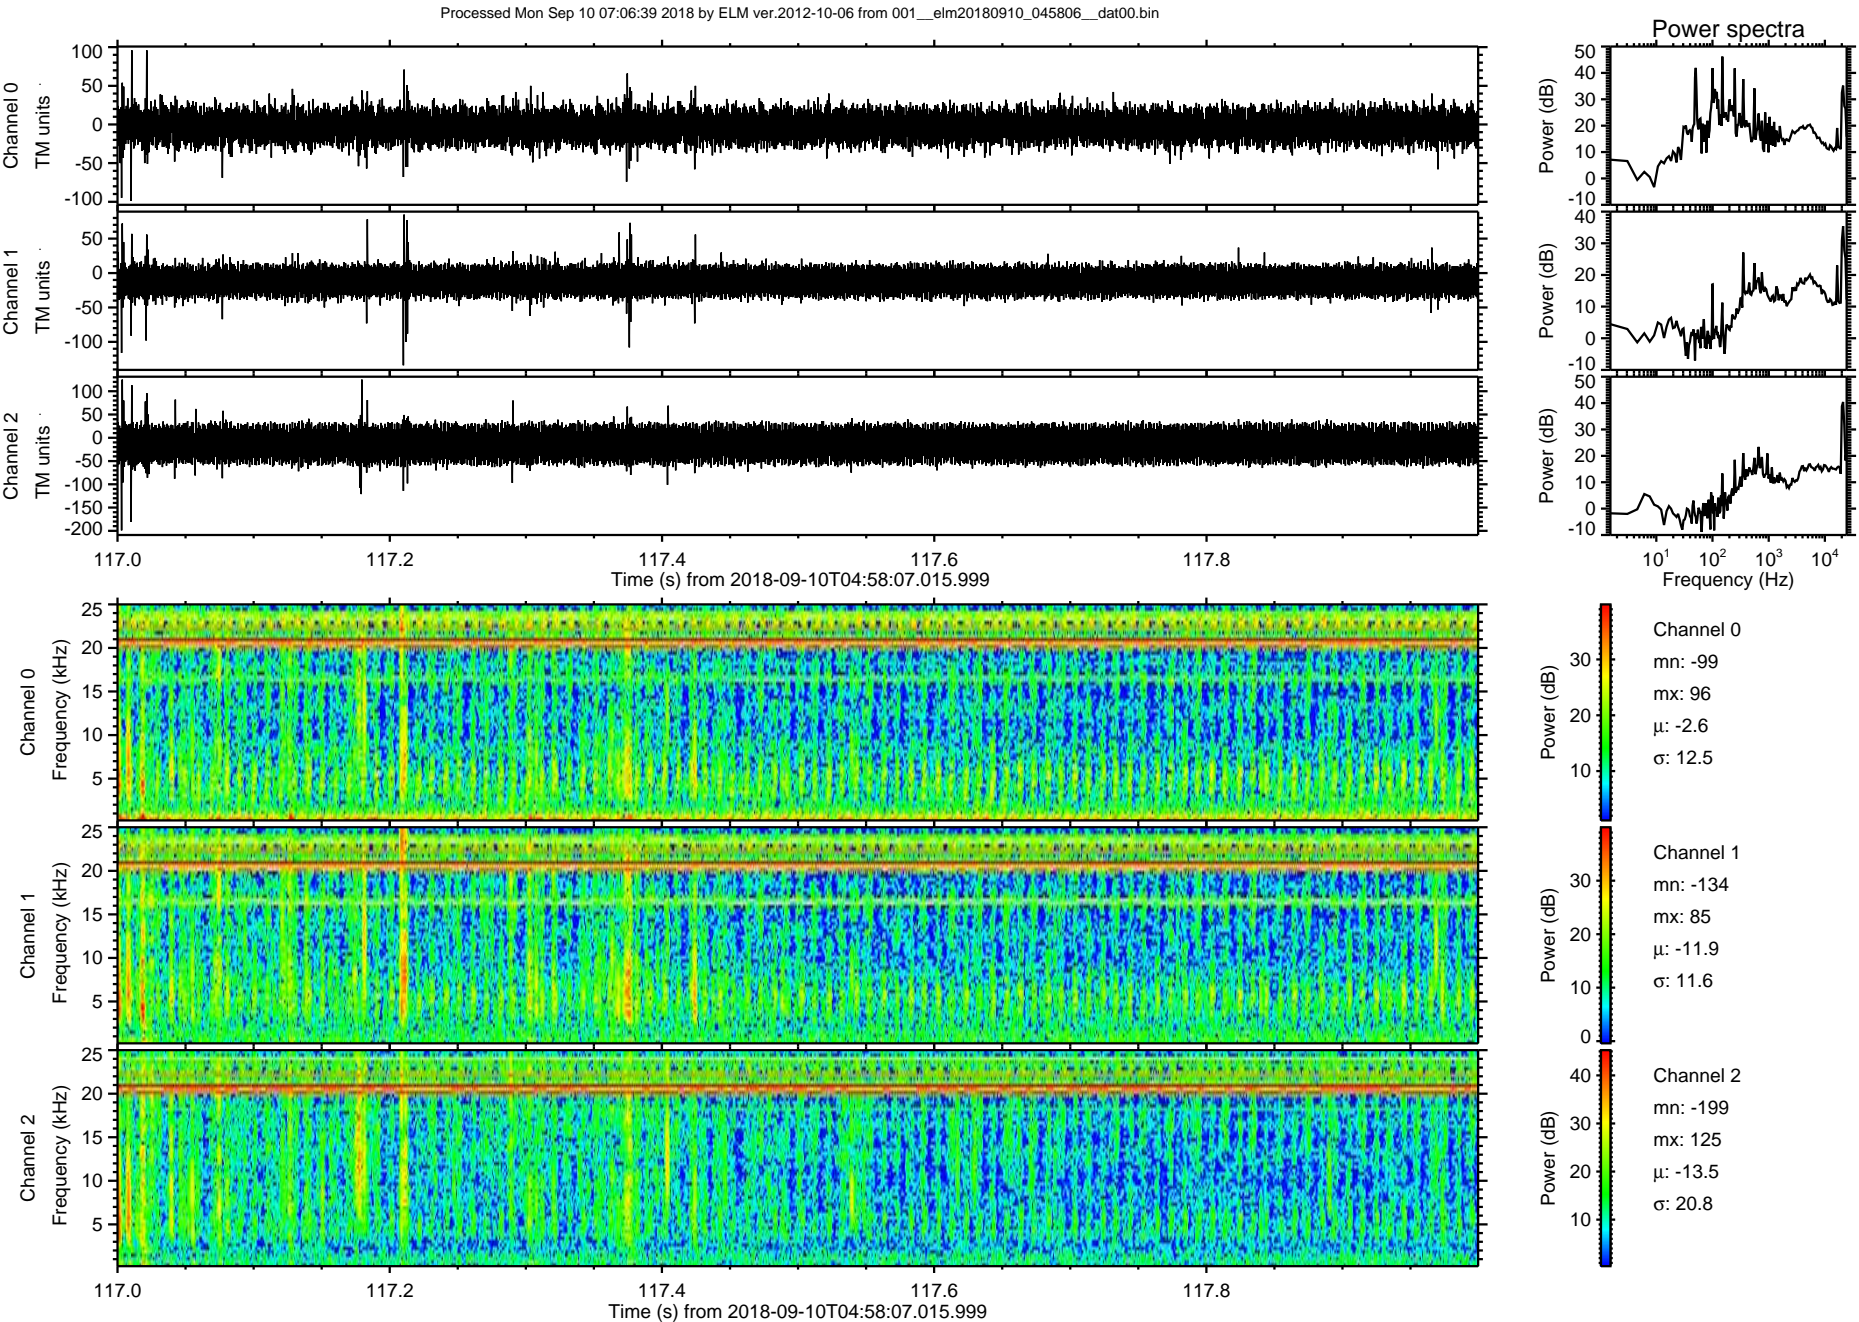 Processed Mon Sep 10 07:06:39 2018 by ELM ver.2012-10-06 from 001__elm20180910_045806__dat00.bin
Power spectra
Channel 0
TM units
100
50
0
-50
-100
Power (dB)
50
40
30
20
10
0
-10
Channel 1
TM units
50
0
-50
-100
Power (dB)
40
30
20
10
0
-10
Channel 2
TM units
100
50
0
-50
-100
-150
-200
Power (dB)
50
40
30
20
10
0
-10
117.0 117.2 117.4 117.6 117.8
Time (s) from 2018-09-10T04:58:07.015.999
10¹ 10² 10³ 10⁴
Frequency (Hz)
Channel 0
Frequency (kHz)
25
20
15
10
5
Power (dB)
30
20
10
Channel 0
mn: -99
mx: 96
µ: -2.6
σ: 12.5
Channel 1
Frequency (kHz)
25
20
15
10
5
Power (dB)
30
20
10
0
Channel 1
mn: -134
mx: 85
µ: -11.9
σ: 11.6
Channel 2
Frequency (kHz)
25
20
15
10
5
Power (dB)
40
30
20
10
Channel 2
mn: -199
mx: 125
µ: -13.5
σ: 20.8
117.0 117.2 117.4 117.6 117.8
Time (s) from 2018-09-10T04:58:07.015.999